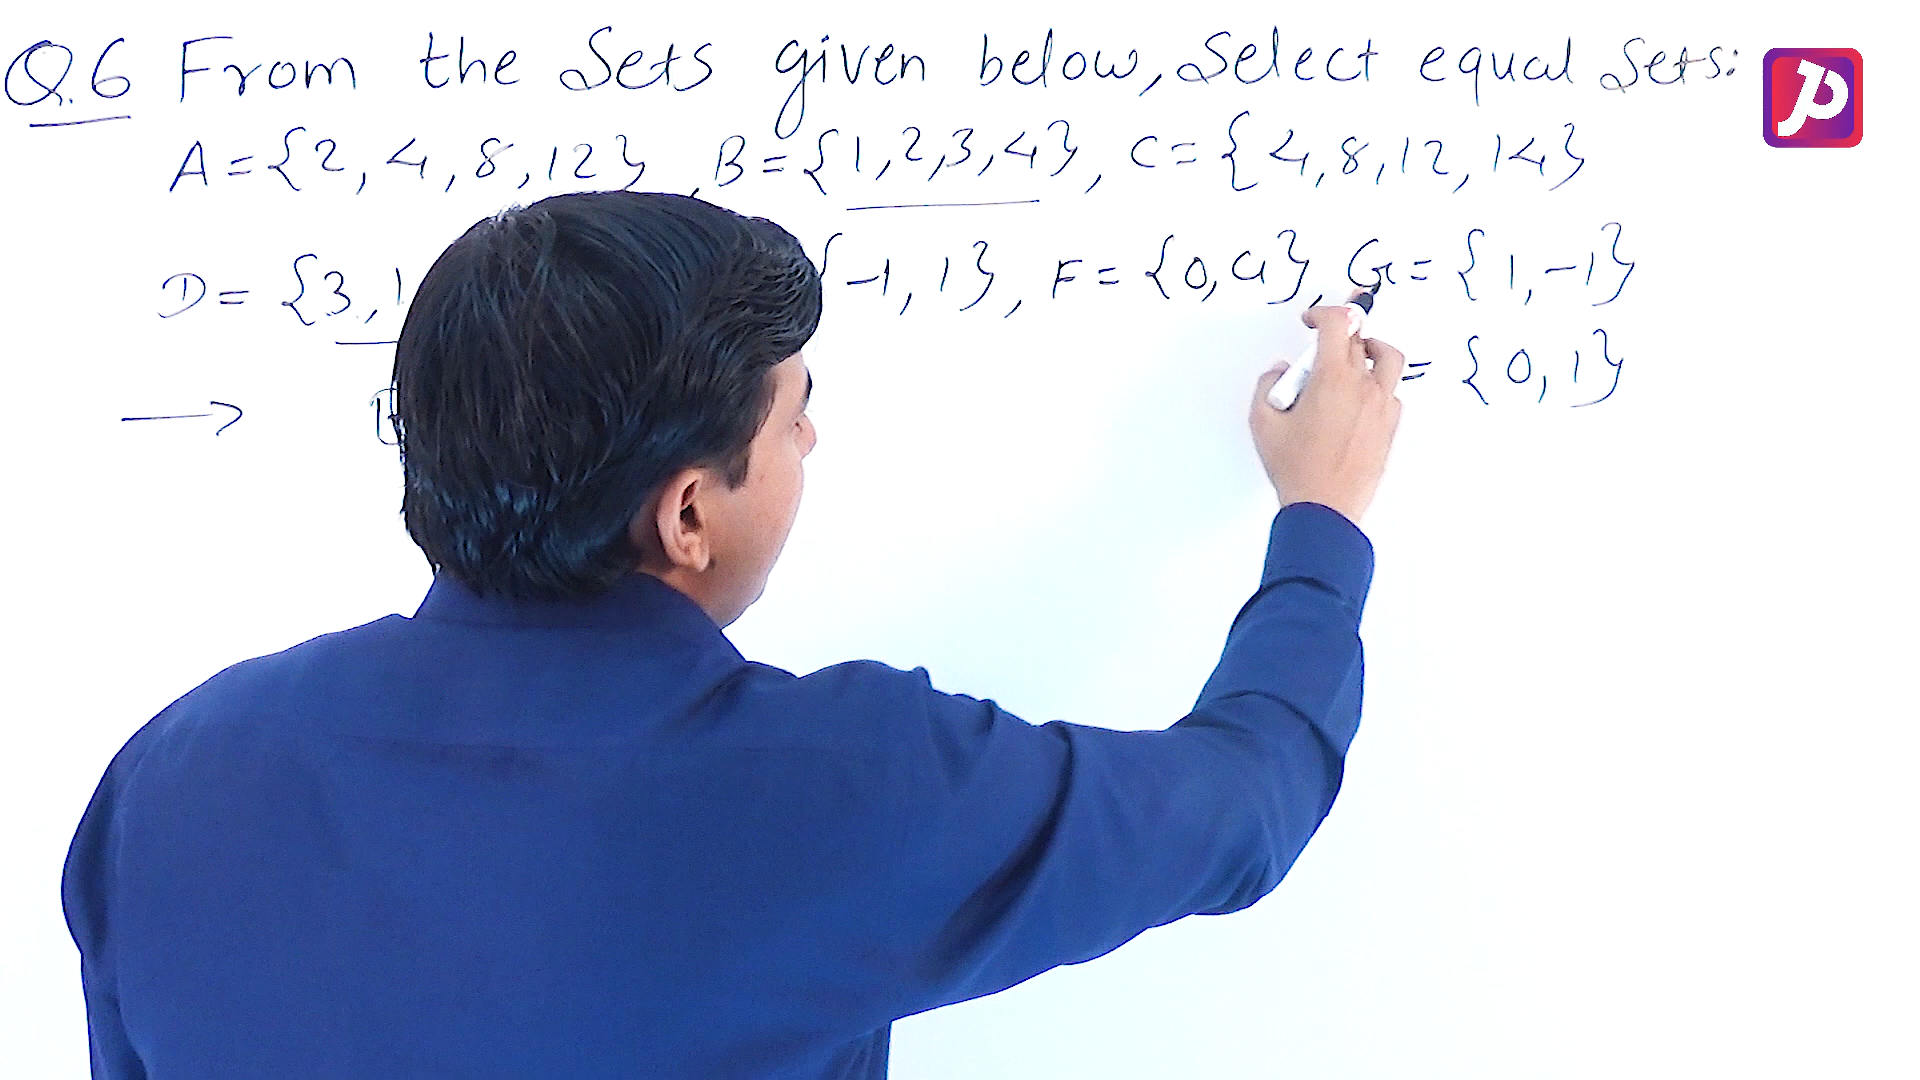 Q.6 From the Sets given below, Select equal Sets:
A = {2, 4, 8, 12}, B = {1, 2, 3, 4}, C = {4, 8, 12, 14}
D = {3, 1 {-1, 1}, F = {0, a}, G = {1, -1}
= {0, 1}
→